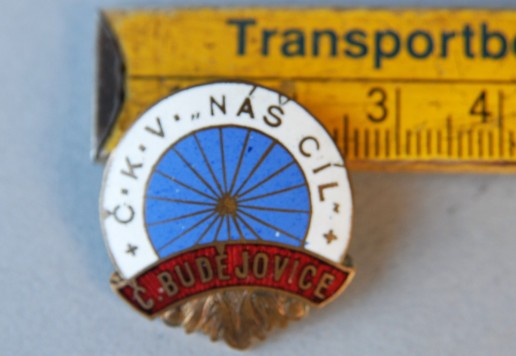 Transportb
3 4
Č·K·V·„NÁŠ CÍL"
Č.BUDĚJOVICE